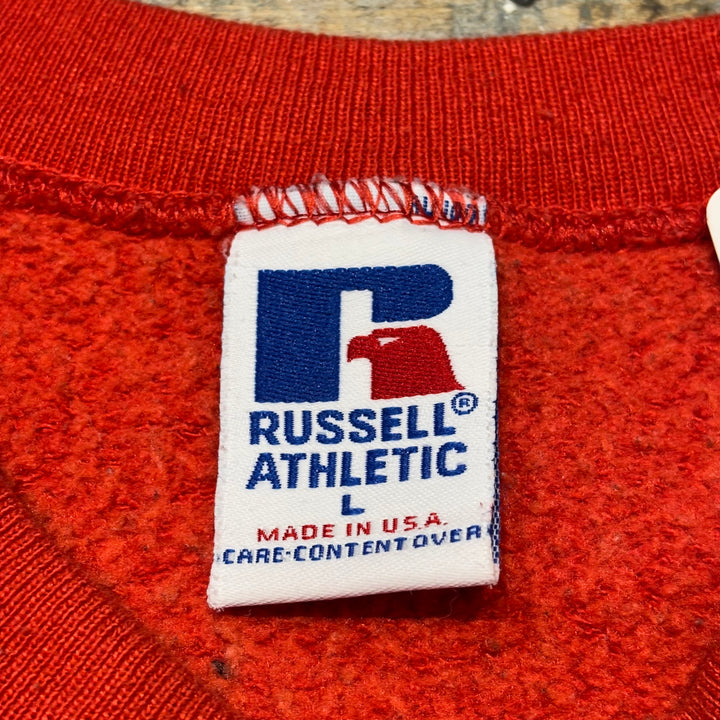 RUSSELL®
ATHLETIC
L
MADE IN U.S.A.
CARE-CONTENT OVER